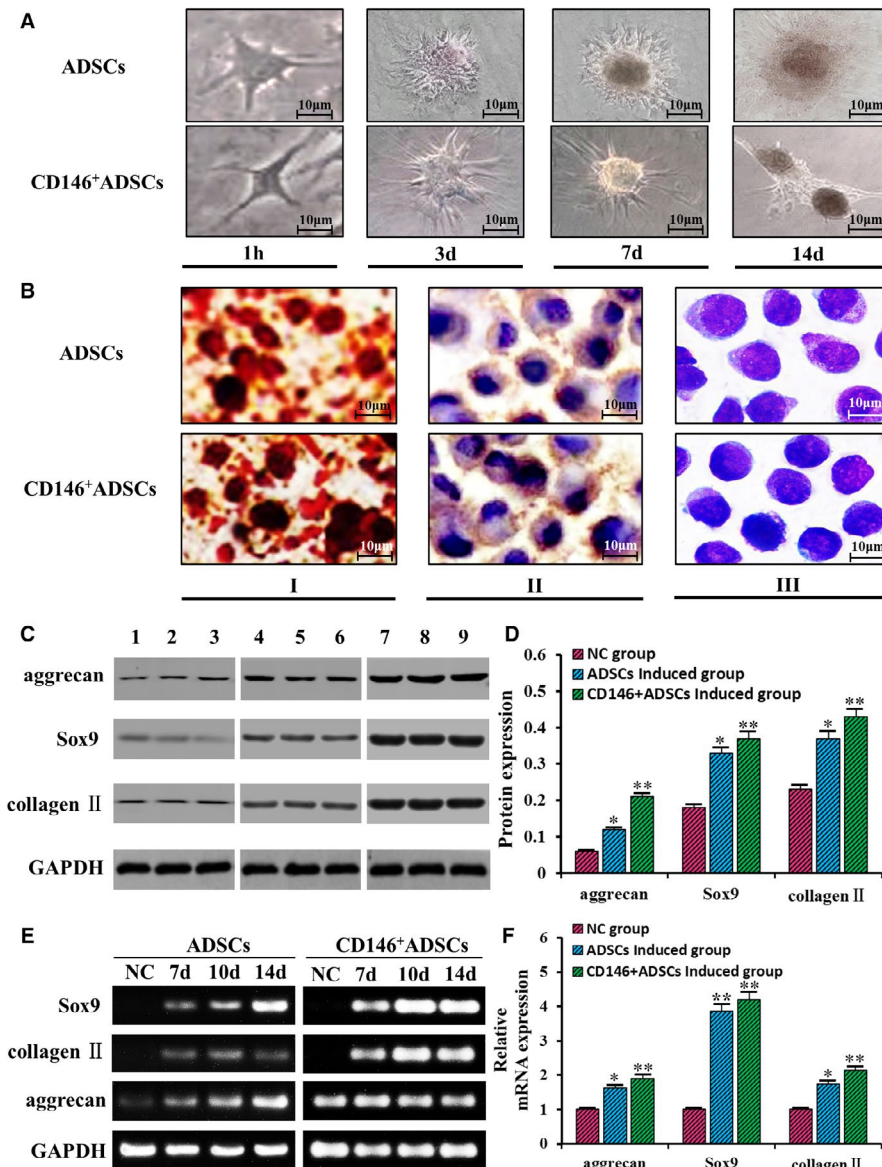 A
ADSCs
10μm 10μm 10μm 10μm
CD146⁺ADSCs
10μm 10μm 10μm 10μm
1h 3d 7d 14d
B
ADSCs
10μm 10μm 10μm
CD146⁺ADSCs
10μm 10μm 10μm
I II III
C
1 2 3 4 5 6 7 8 9
aggrecan
Sox9
collagen Ⅱ
GAPDH
D
NC group
ADSCs Induced group
CD146+ADSCs Induced group
Protein expression
0.6
0.5
0.4
0.3
0.2
0.1
0
* ** * ** * **
aggrecan Sox9 collagen Ⅱ
E
ADSCs CD146⁺ADSCs
NC 7d 10d 14d NC 7d 10d 14d
Sox9
collagen Ⅱ
aggrecan
GAPDH
F
NC group
ADSCs Induced group
CD146+ADSCs Induced group
Relative
mRNA expression
6
5
4
3
2
1
0
* ** ** ** * **
aggrecan Sox9 collagen Ⅱ